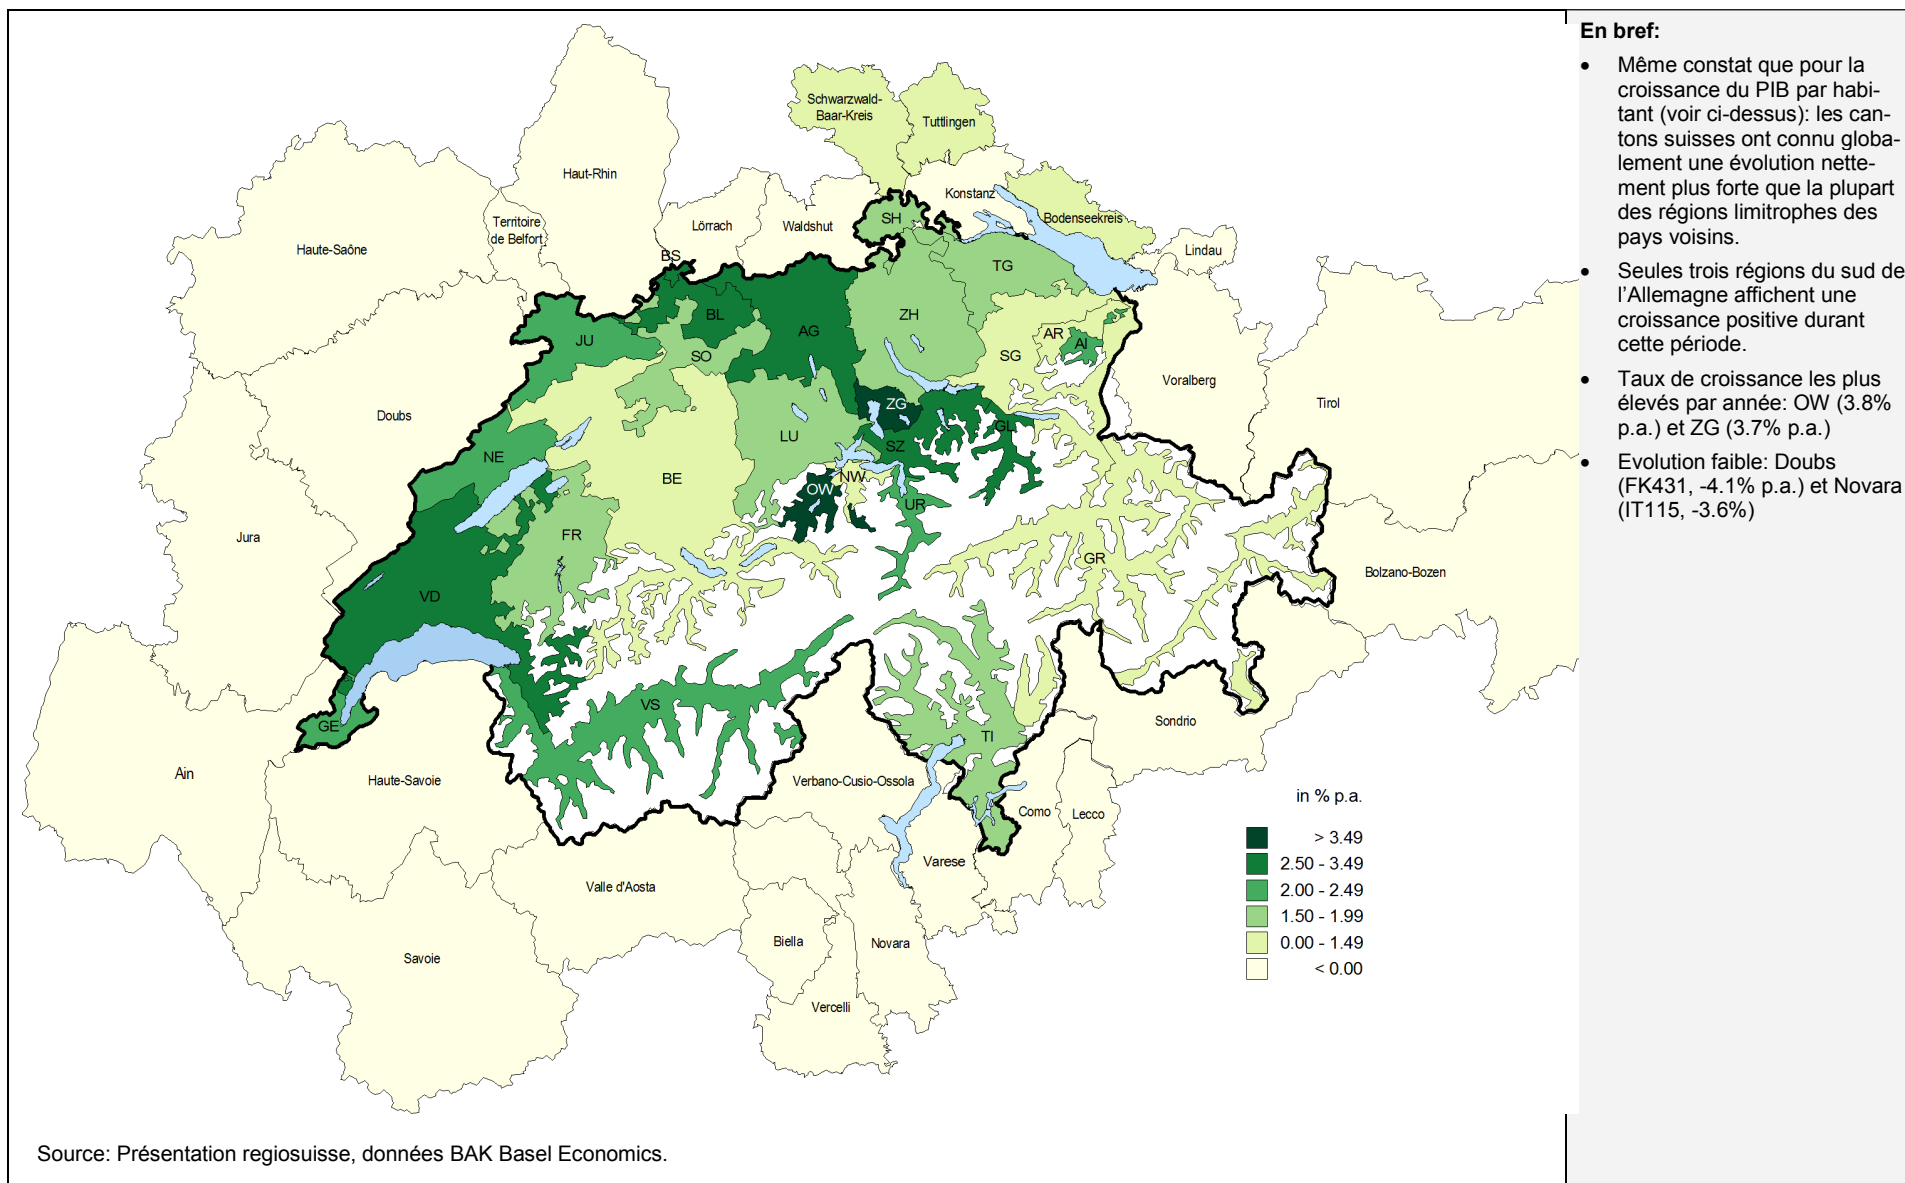 Schwarzwald-
Baar-Kreis
Tuttlingen
Haut-Rhin
Konstanz
Territoire
de Belfort
Lörrach
Waldshut
SH
Bodenseekreis
Haute-Saône
Lindau
BS
TG
BL
AG
ZH
JU
SO
SG
AR
AI
Voralberg
Tirol
Doubs
ZG
LU
GL
SZ
NE
BE
OW
NW
UR
Jura
FR
GR
Bolzano-Bozen
VD
VS
GE
TI
Sondrio
Ain
Haute-Savoie
Verbano-Cusio-Ossola
Como
Lecco
Varese
Valle d'Aosta
Biella
Novara
Savoie
Vercelli
in % p.a.
> 3.49
2.50 - 3.49
2.00 - 2.49
1.50 - 1.99
0.00 - 1.49
< 0.00
Source: Présentation regiosuisse, données BAK Basel Economics.
En bref:
• Même constat que pour la
croissance du PIB par habi-
tant (voir ci-dessus): les can-
tons suisses ont connu globa-
lement une évolution nette-
ment plus forte que la plupart
des régions limitrophes des
pays voisins.
• Seules trois régions du sud de
l'Allemagne affichent une
croissance positive durant
cette période.
• Taux de croissance les plus
élevés par année: OW (3.8%
p.a.) et ZG (3.7% p.a.)
• Evolution faible: Doubs
(FK431, -4.1% p.a.) et Novara
(IT115, -3.6%)